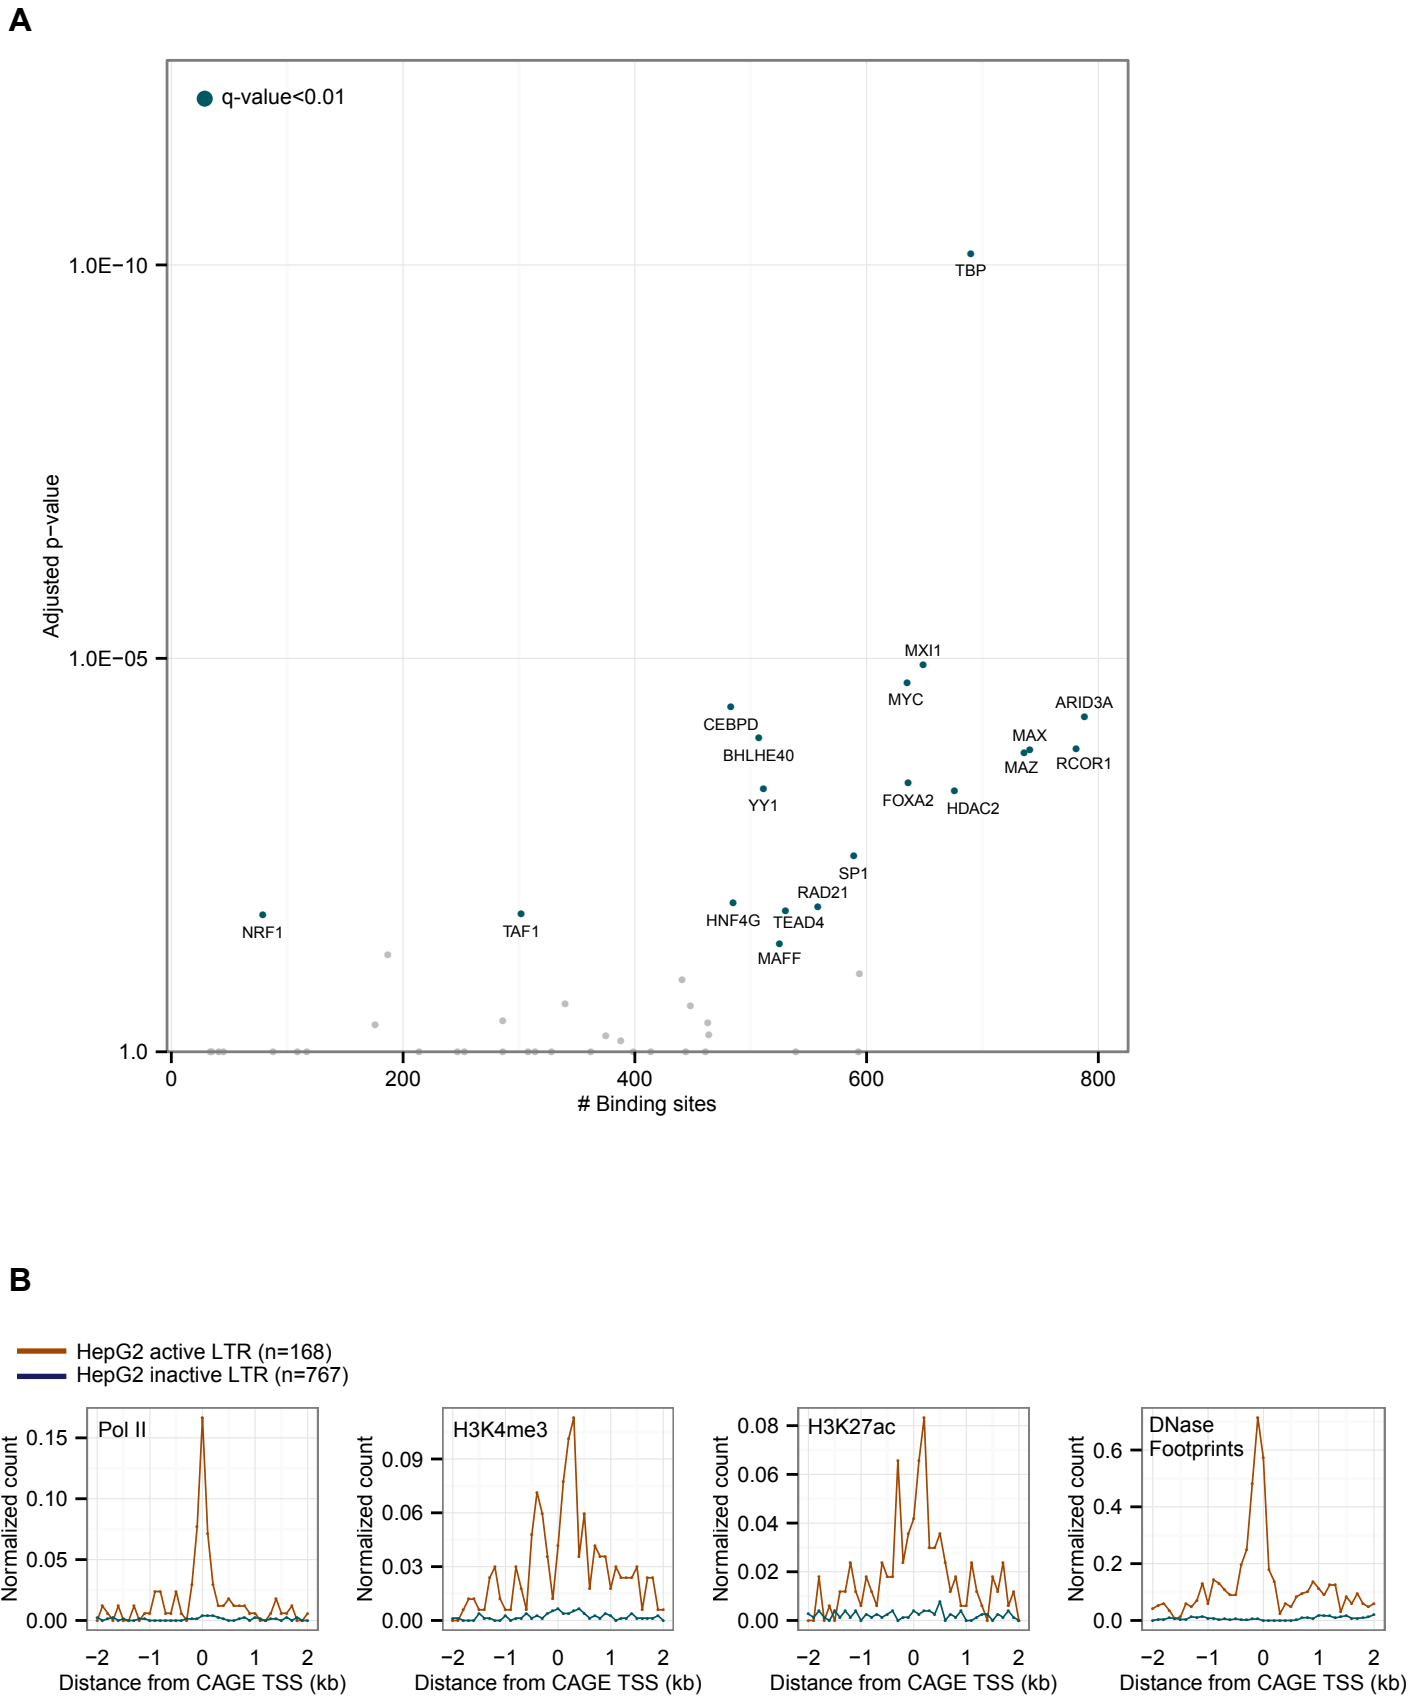 A
q-value<0.01
1.0E−10
TBP
Adjusted p−value
1.0E−05
MXI1
MYC
ARID3A
CEBPD
MAX
BHLHE40
MAZ
RCOR1
FOXA2
YY1
HDAC2
SP1
RAD21
NRF1
TAF1
HNF4G
TEAD4
MAFF
1.0
0 200 400 600 800
# Binding sites
B
HepG2 active LTR (n=168)
HepG2 inactive LTR (n=767)
Pol II
Normalized count
0.15
0.10
0.05
0.00
−2 −1 0 1 2
Distance from CAGE TSS (kb)
H3K4me3
Normalized count
0.09
0.06
0.03
0.00
−2 −1 0 1 2
Distance from CAGE TSS (kb)
H3K27ac
Normalized count
0.08
0.06
0.04
0.02
0.00
−2 −1 0 1 2
Distance from CAGE TSS (kb)
DNase
Footprints
Normalized count
0.6
0.4
0.2
0.0
−2 −1 0 1 2
Distance from CAGE TSS (kb)